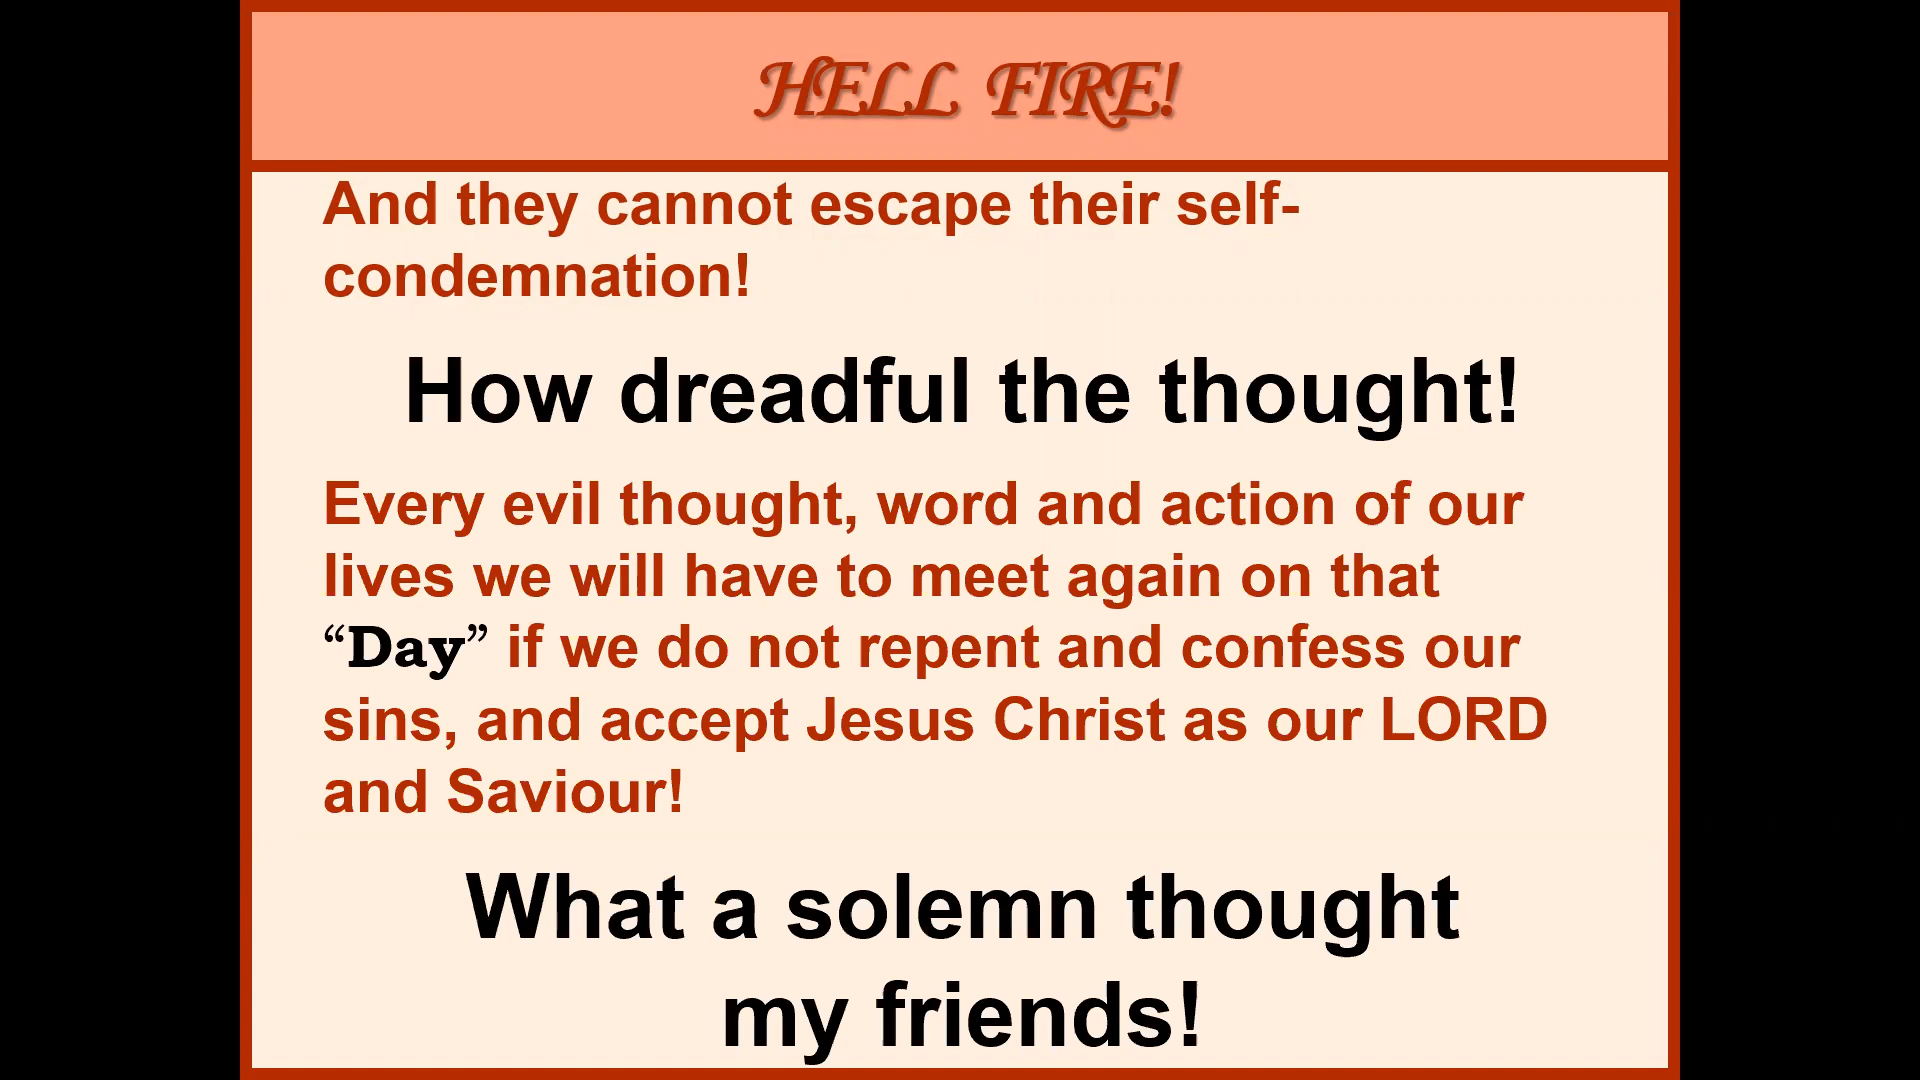 HELL FIRE!
And they cannot escape their self-
condemnation!
How dreadful the thought!
Every evil thought, word and action of our
lives we will have to meet again on that
“Day” if we do not repent and confess our
sins, and accept Jesus Christ as our LORD
and Saviour!
What a solemn thought
my friends!